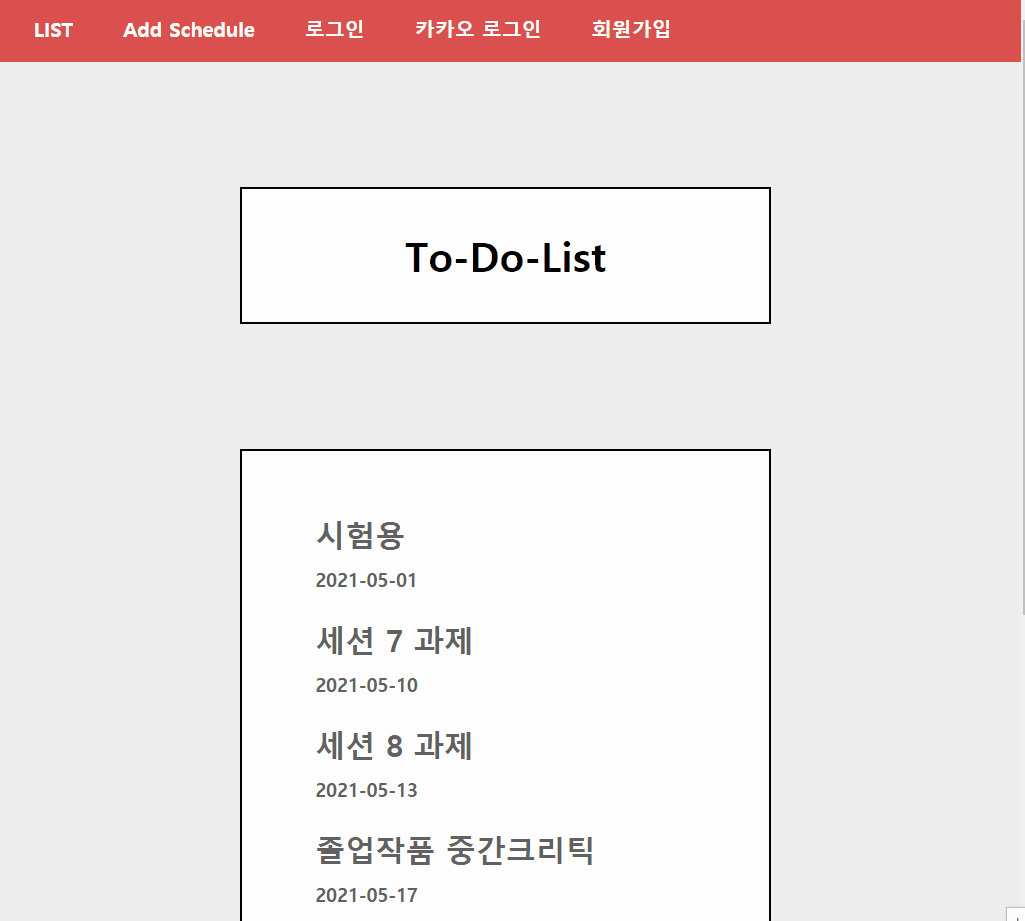 LIST Add Schedule 로그인 카카오 로그인 회원가입
To-Do-List
시험용
2021-05-01
세션 7 과제
2021-05-10
세션 8 과제
2021-05-13
졸업작품 중간크리틱
2021-05-17